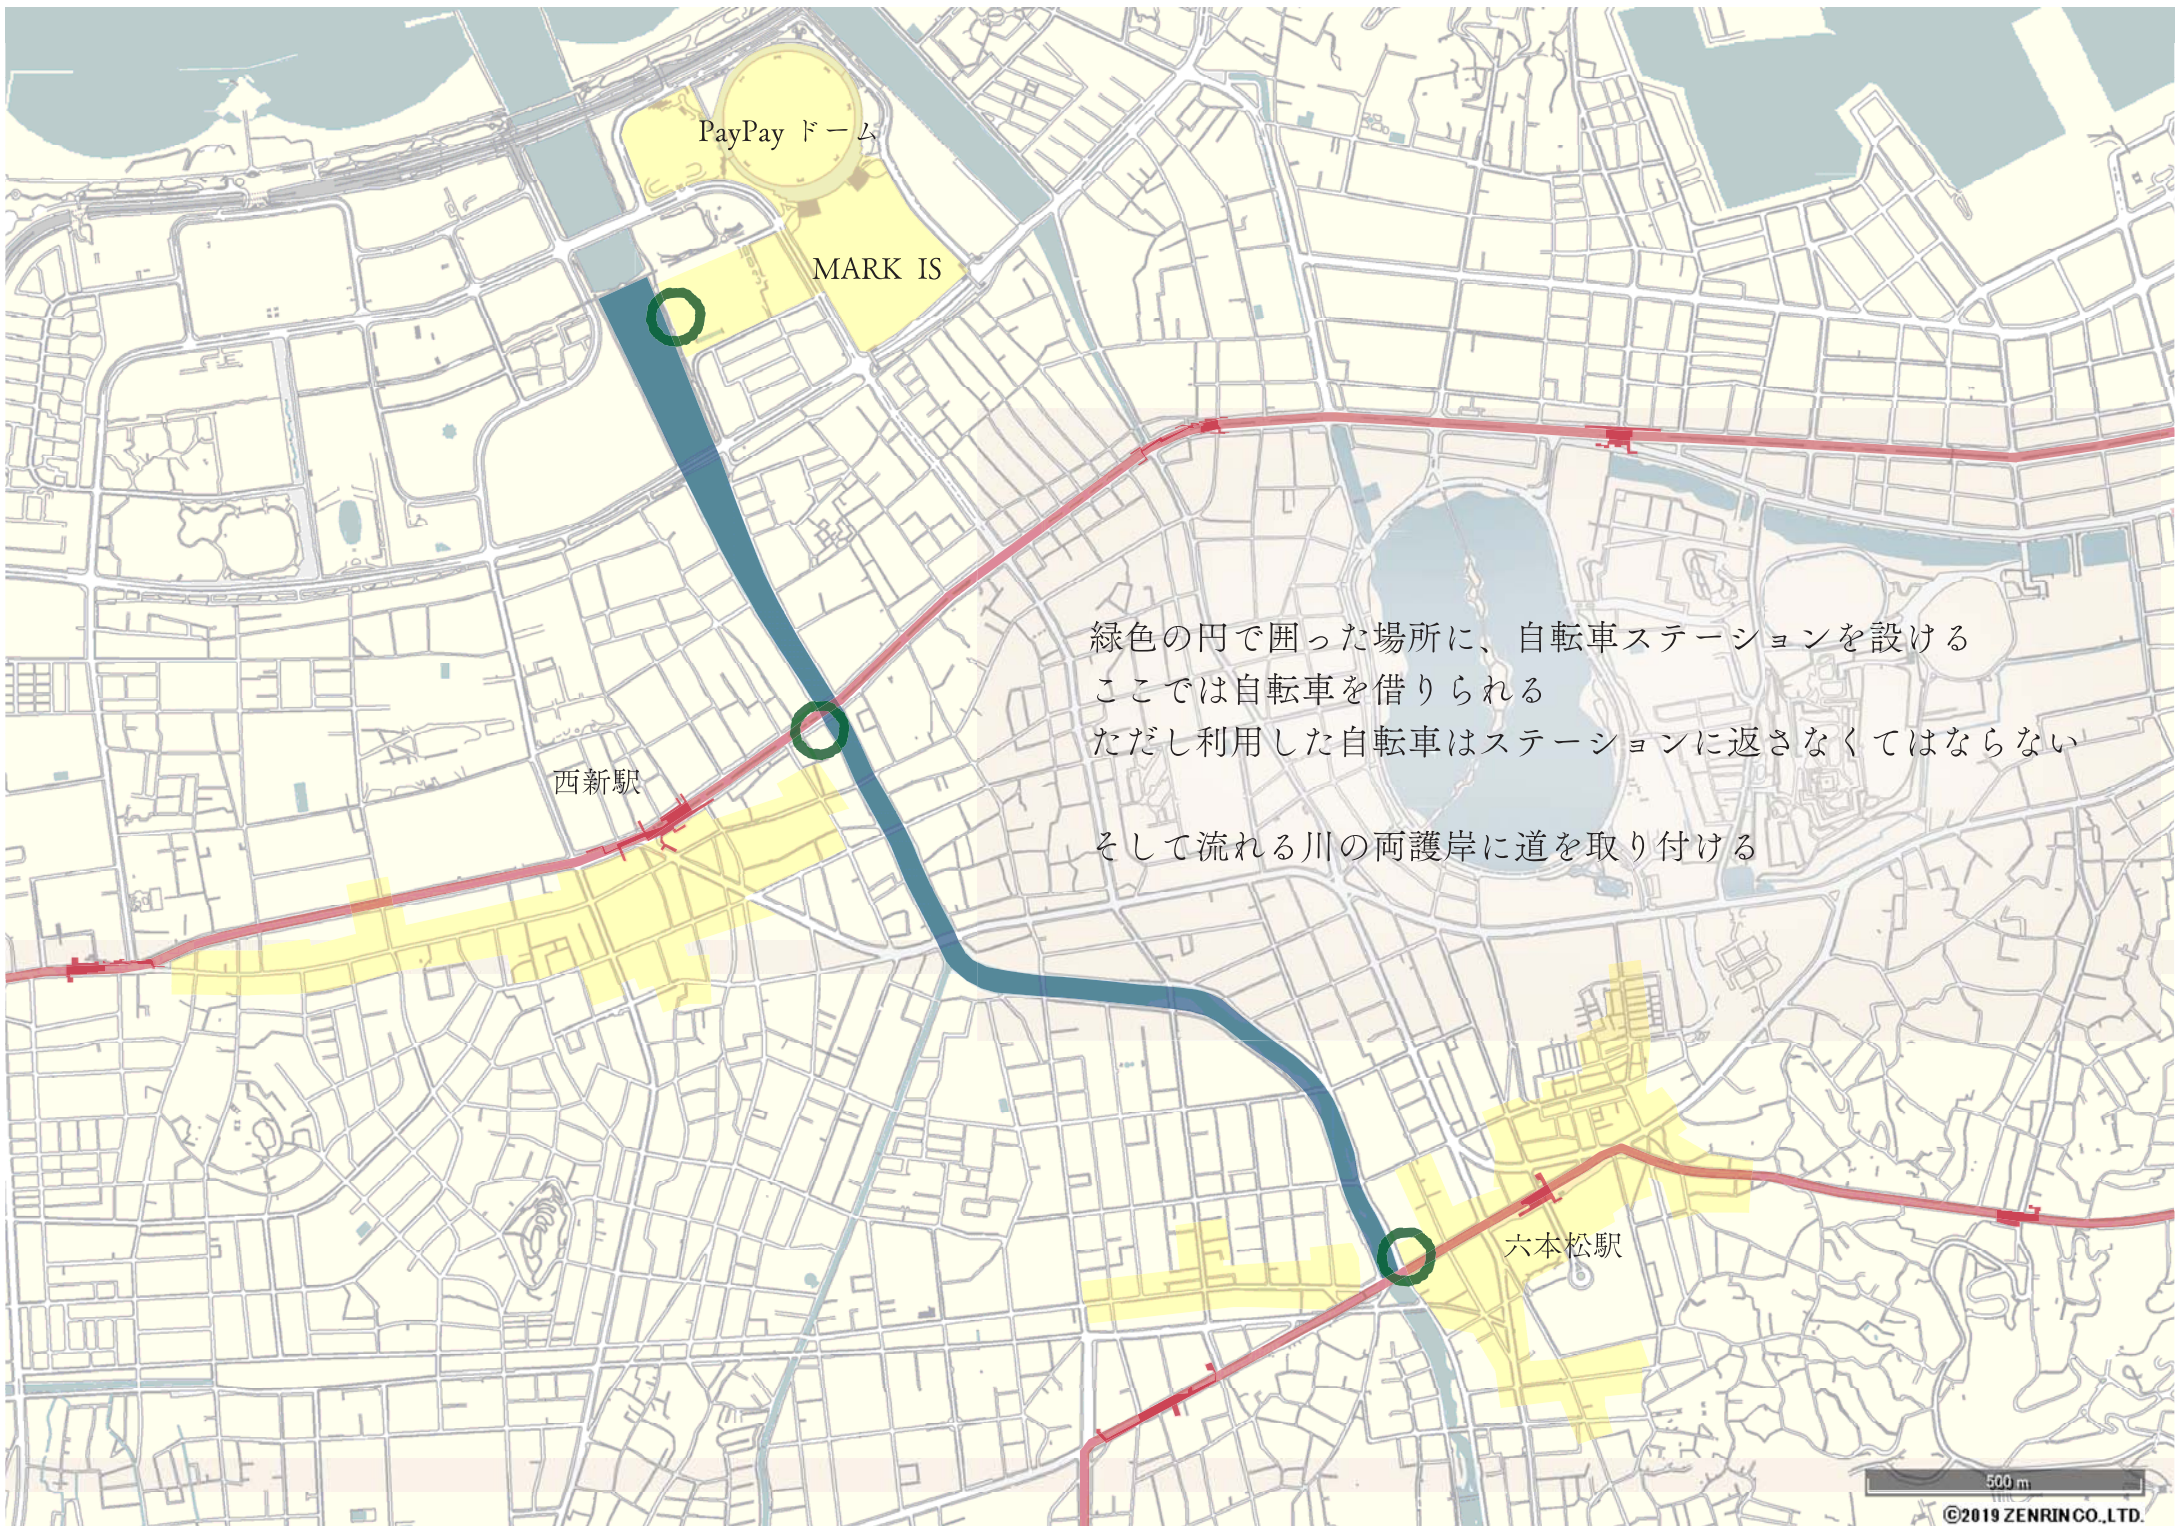 PayPay ドーム
MARK IS
緑色の円で囲った場所に、自転車ステーションを設ける
ここでは自転車を借りられる
ただし利用した自転車はステーションに返さなくてはならない
西新駅
そして流れる川の両護岸に道を取り付ける
六本松駅
500 m
©2019 ZENRIN CO.,LTD.